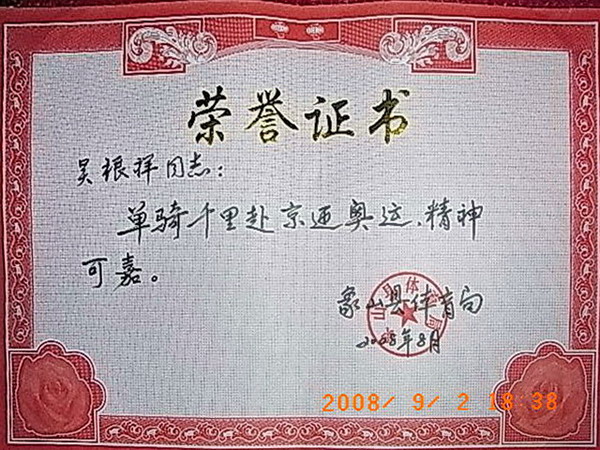 荣誉证书
吴根祥同志：
单骑千里赴京迎奥运、精神
可嘉。
象山县体育局
2008年8月
2008/ 9/ 2 18:38